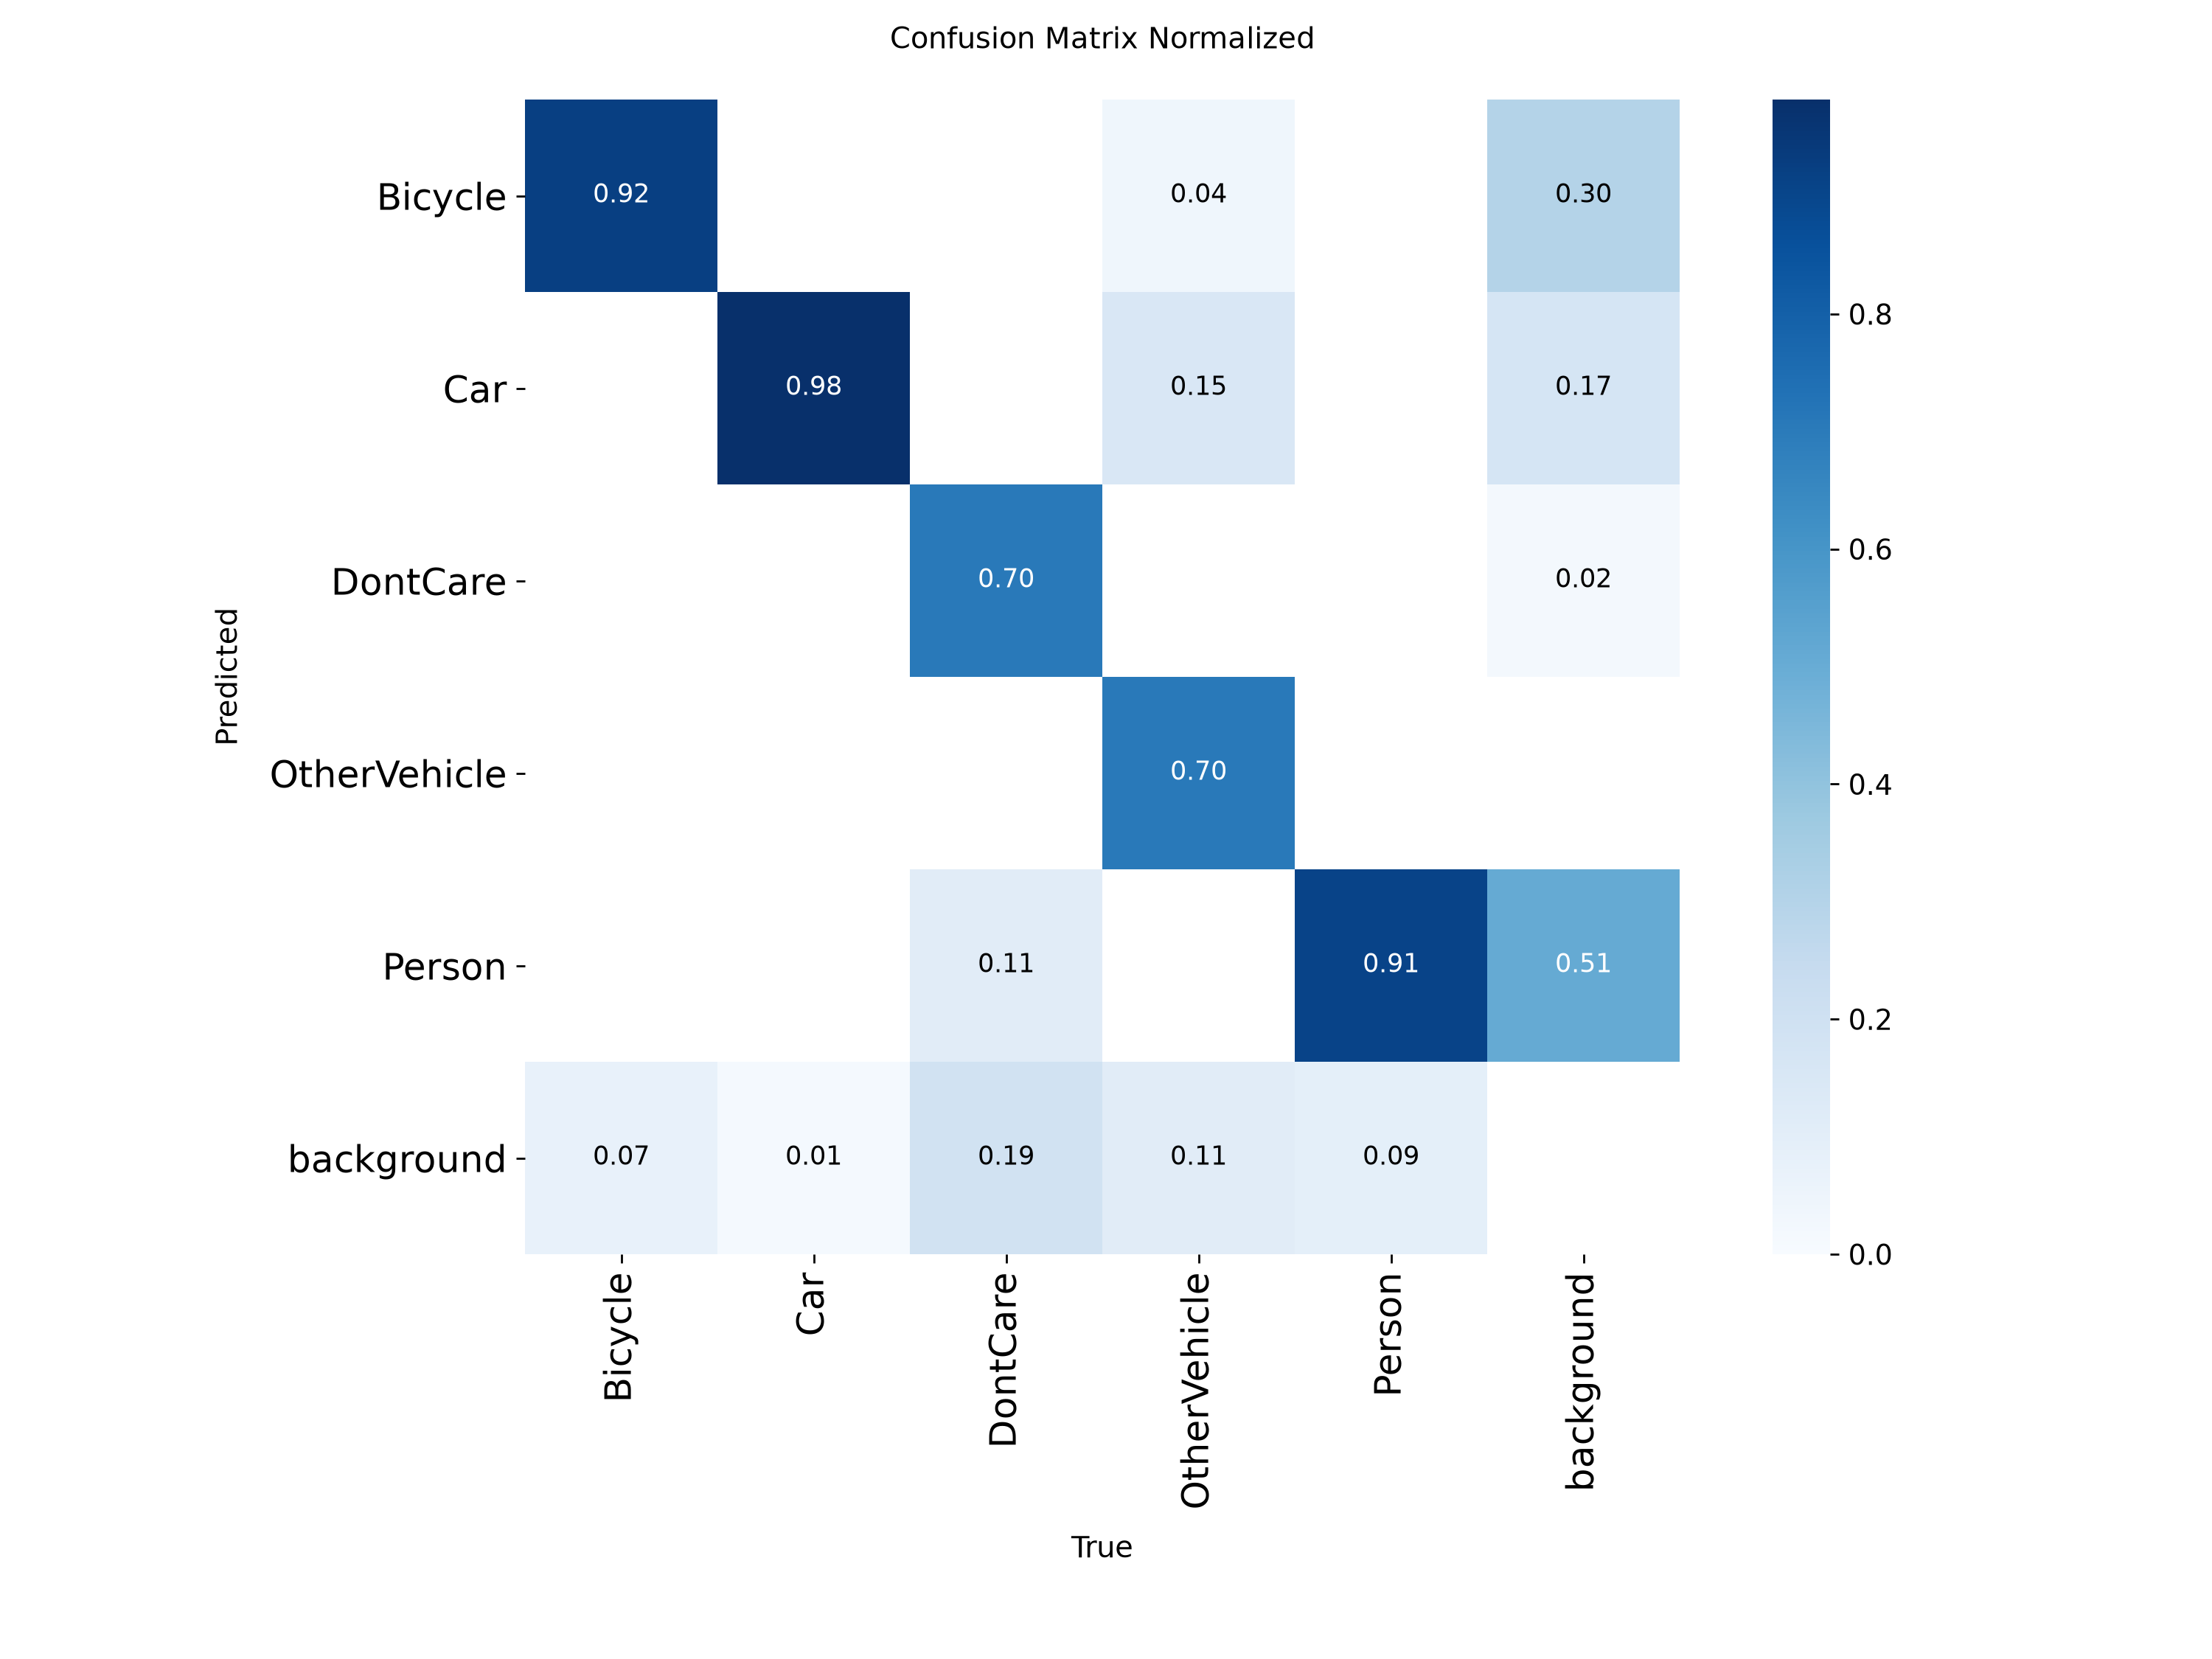 Confusion Matrix Normalized
Bicycle
0.92
0.04
0.30
Car
0.98
0.15
0.17
0.8
DontCare
0.70
0.02
0.6
Predicted
OtherVehicle
0.70
0.4
Person
0.11
0.91
0.51
0.2
background
0.07
0.01
0.19
0.11
0.09
0.0
Bicycle
Car
DontCare
OtherVehicle
Person
background
True